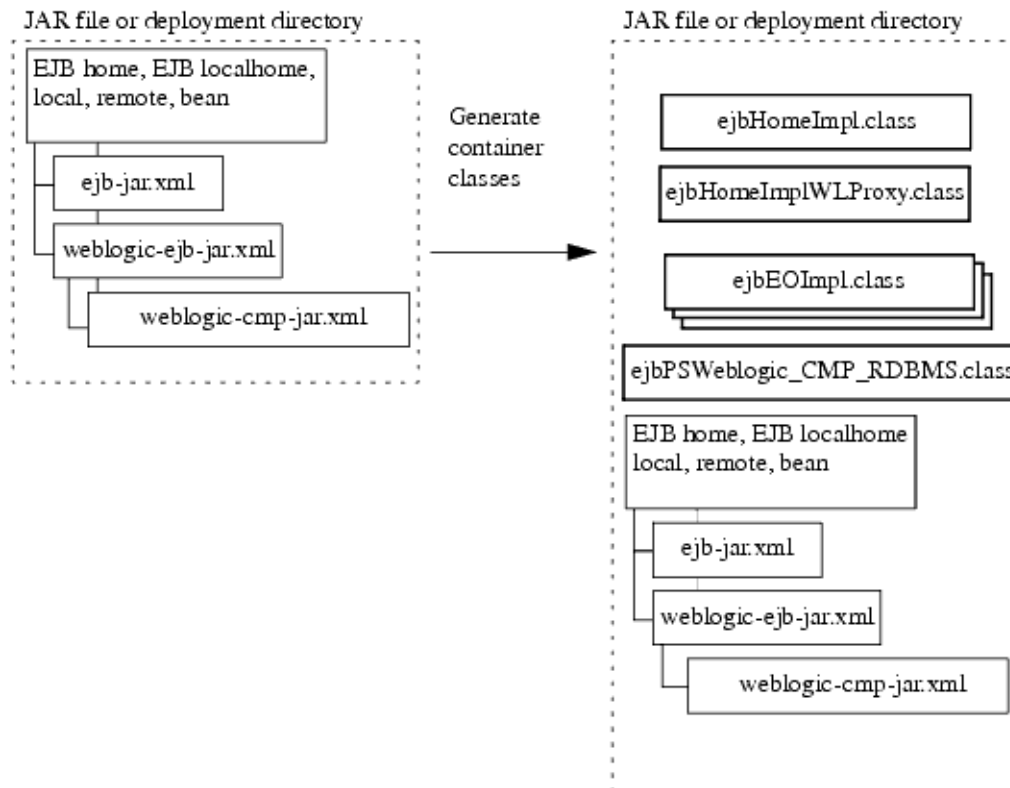 JAR file or deployment directory
EJB home, EJB localhome,
local, remote, bean
ejb-jar.xml
weblogic-ejb-jar.xml
weblogic-cmp-jar.xml
Generate
container
classes
JAR file or deployment directory
ejbHomeImpl.class
ejbHomeImplWLProxy.class
ejbEOImpl.class
ejbPSWeblogic_CMP_RDBMS.class
EJB home, EJB localhome
local, remote, bean
ejb-jar.xml
weblogic-ejb-jar.xml
weblogic-cmp-jar.xml